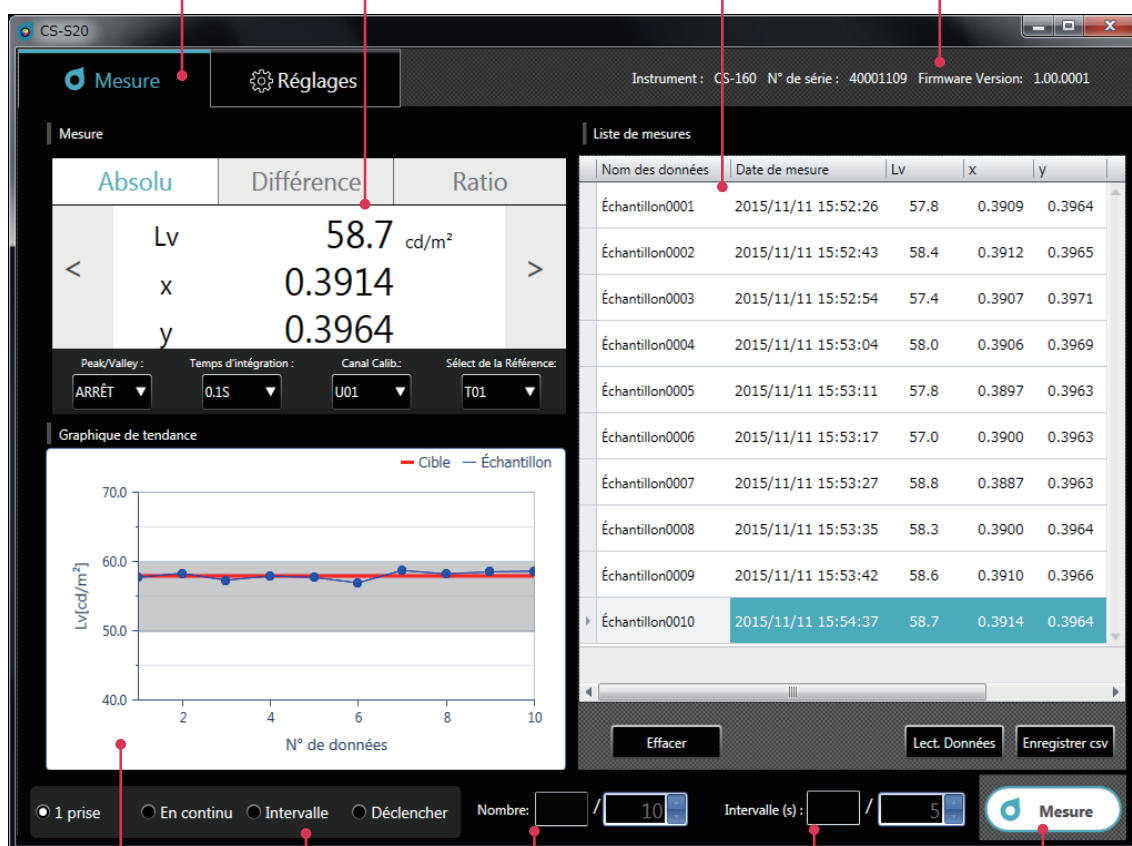 CS-S20
Mesure
Réglages
Instrument : CS-160 N° de série : 40001109 Firmware Version: 1.00.0001
Mesure
Absolu Différence Ratio
< Lv 58.7 cd/m² >
x 0.3914
y 0.3964
Peak/Valley : Temps d'intégration : Canal Calib.: Sélect de la Référence:
ARRÊT 0.1S U01 T01
Graphique de tendance
Cible Échantillon
70.0
60.0
50.0
40.0
Lv[cd/m²]
2 4 6 8 10
N° de données
Liste de mesures
Nom des données Date de mesure Lv x y
Échantillon0001 2015/11/11 15:52:26 57.8 0.3909 0.3964
Échantillon0002 2015/11/11 15:52:43 58.4 0.3912 0.3965
Échantillon0003 2015/11/11 15:52:54 57.4 0.3907 0.3971
Échantillon0004 2015/11/11 15:53:04 58.0 0.3906 0.3969
Échantillon0005 2015/11/11 15:53:11 57.8 0.3897 0.3963
Échantillon0006 2015/11/11 15:53:17 57.0 0.3900 0.3963
Échantillon0007 2015/11/11 15:53:27 58.8 0.3887 0.3963
Échantillon0008 2015/11/11 15:53:35 58.3 0.3900 0.3964
Échantillon0009 2015/11/11 15:53:42 58.6 0.3910 0.3966
Échantillon0010 2015/11/11 15:54:37 58.7 0.3914 0.3964
Effacer Lect. Données Enregistrer csv
1 prise En continu Intervalle Déclencher Nombre: / 10 Intervalle (s) : / 5 Mesure